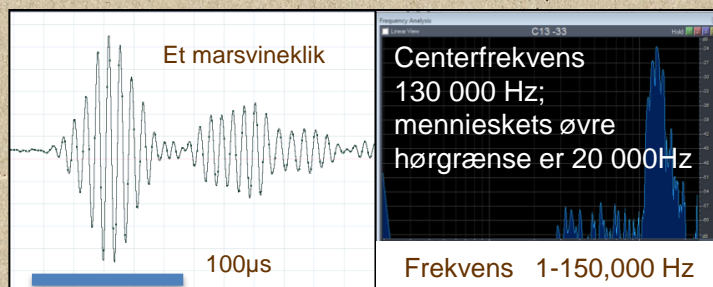 Et marsvineklik
100µs
Frequency Analysis
Linear View
C13 -33
Hold
Centerfrekvens
130 000 Hz;
mennieskets øvre
hørgrænse er 20 000Hz
Frekvens 1-150,000 Hz